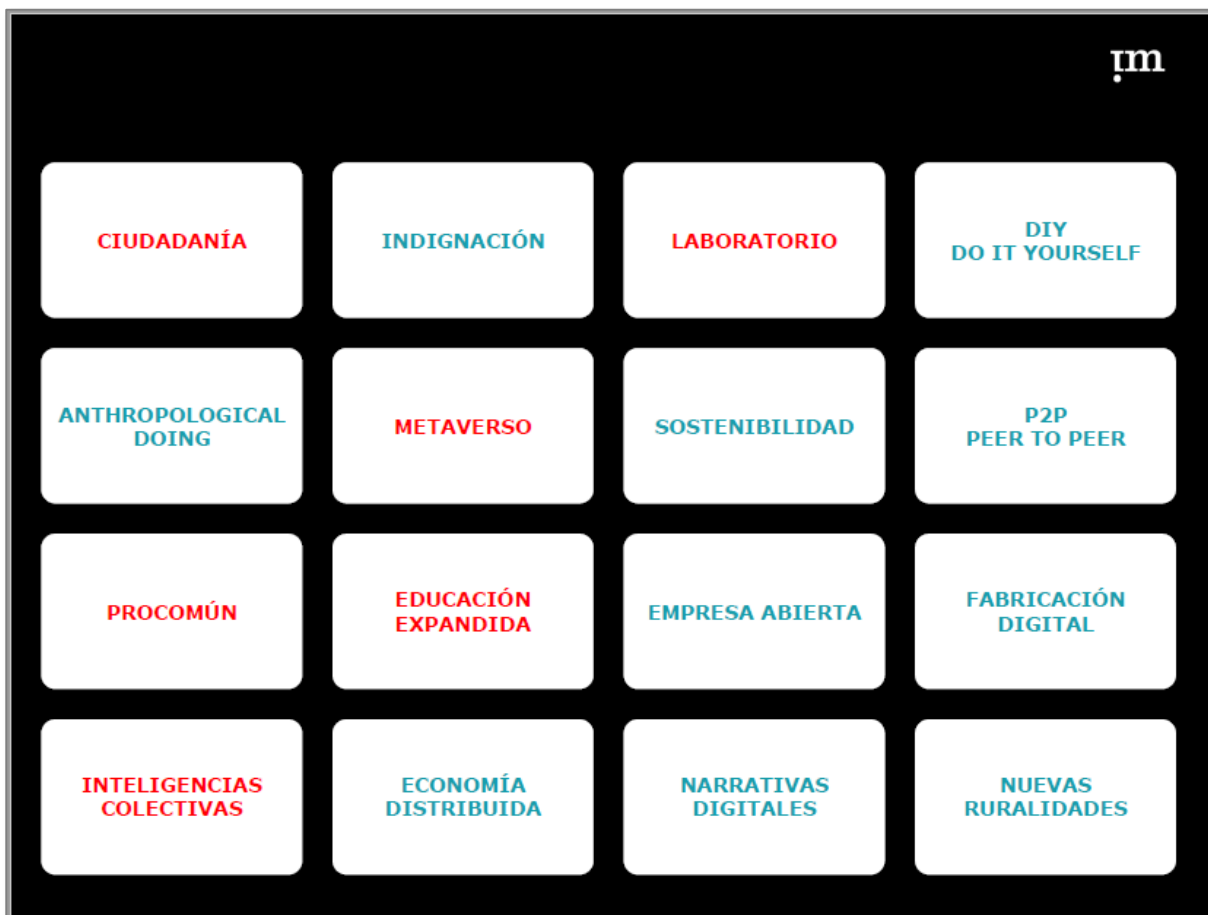 im
CIUDADANÍA
INDIGNACIÓN
LABORATORIO
DIY
DO IT YOURSELF
ANTHROPOLOGICAL
DOING
METAVERSO
SOSTENIBILIDAD
P2P
PEER TO PEER
PROCOMÚN
EDUCACIÓN
EXPANDIDA
EMPRESA ABIERTA
FABRICACIÓN
DIGITAL
INTELIGENCIAS
COLECTIVAS
ECONOMÍA
DISTRIBUIDA
NARRATIVAS
DIGITALES
NUEVAS
RURALIDADES